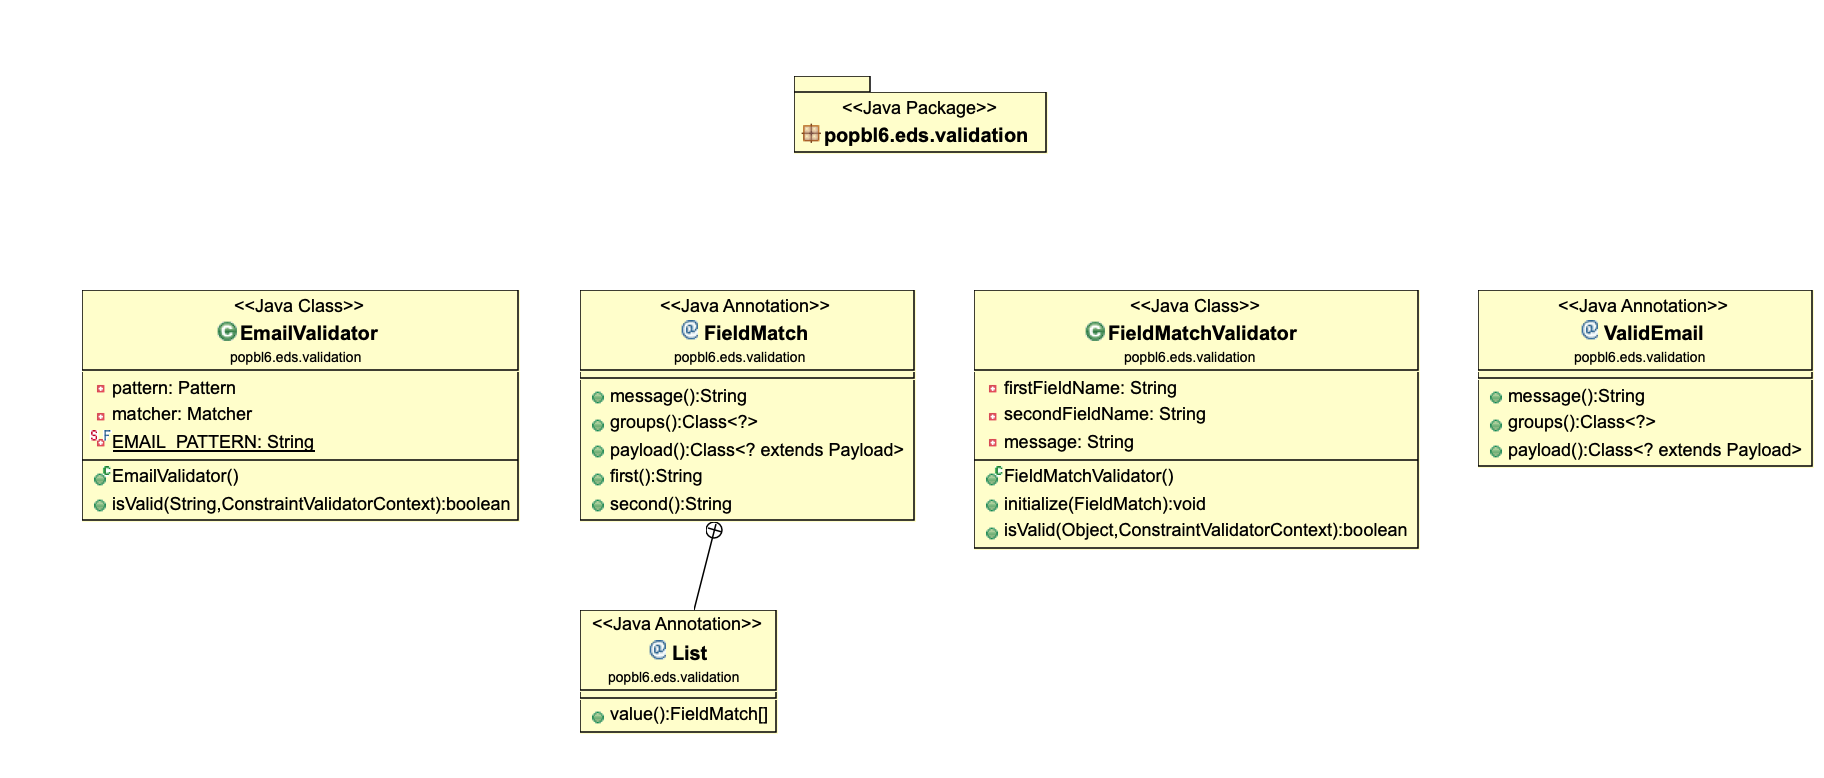 <<Java Package>>
popbl6.eds.validation
<<Java Class>>
EmailValidator
popbl6.eds.validation
pattern: Pattern
matcher: Matcher
EMAIL_PATTERN: String
EmailValidator()
isValid(String,ConstraintValidatorContext):boolean
<<Java Annotation>>
FieldMatch
popbl6.eds.validation
message():String
groups():Class<?>
payload():Class<? extends Payload>
first():String
second():String
<<Java Class>>
FieldMatchValidator
popbl6.eds.validation
firstFieldName: String
secondFieldName: String
message: String
FieldMatchValidator()
initialize(FieldMatch):void
isValid(Object,ConstraintValidatorContext):boolean
<<Java Annotation>>
ValidEmail
popbl6.eds.validation
message():String
groups():Class<?>
payload():Class<? extends Payload>
<<Java Annotation>>
List
popbl6.eds.validation
value():FieldMatch[]